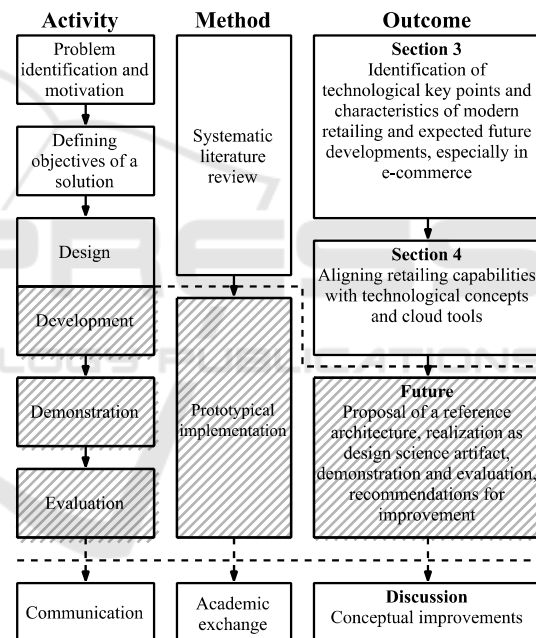 Activity
Method
Outcome
Problem
identification and
motivation
Defining
objectives of a
solution
Design
Development
Demonstration
Evaluation
Communication
Systematic
literature
review
Prototypical
implementation
Academic
exchange
Section 3
Identification of
technological key points and
characteristics of modern
retailing and expected future
developments, especially in
e-commerce
Section 4
Aligning retailing capabilities
with technological concepts
and cloud tools
Future
Proposal of a reference
architecture, realization as
design science artifact,
demonstration and evaluation,
recommendations for
improvement
Discussion
Conceptual improvements